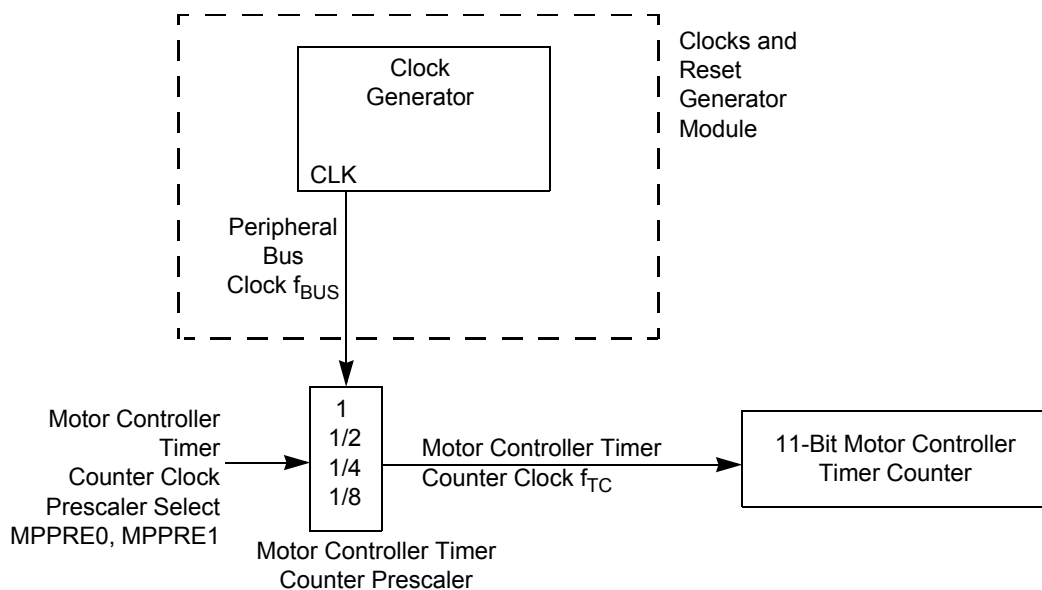 Clock
Generator
CLK
Clocks and
Reset
Generator
Module
Peripheral
Bus
Clock fBUS
Motor Controller
Timer
Counter Clock
Prescaler Select
MPPRE0, MPPRE1
1
1/2
1/4
1/8
Motor Controller Timer
Counter Prescaler
Motor Controller Timer
Counter Clock fTC
11-Bit Motor Controller
Timer Counter